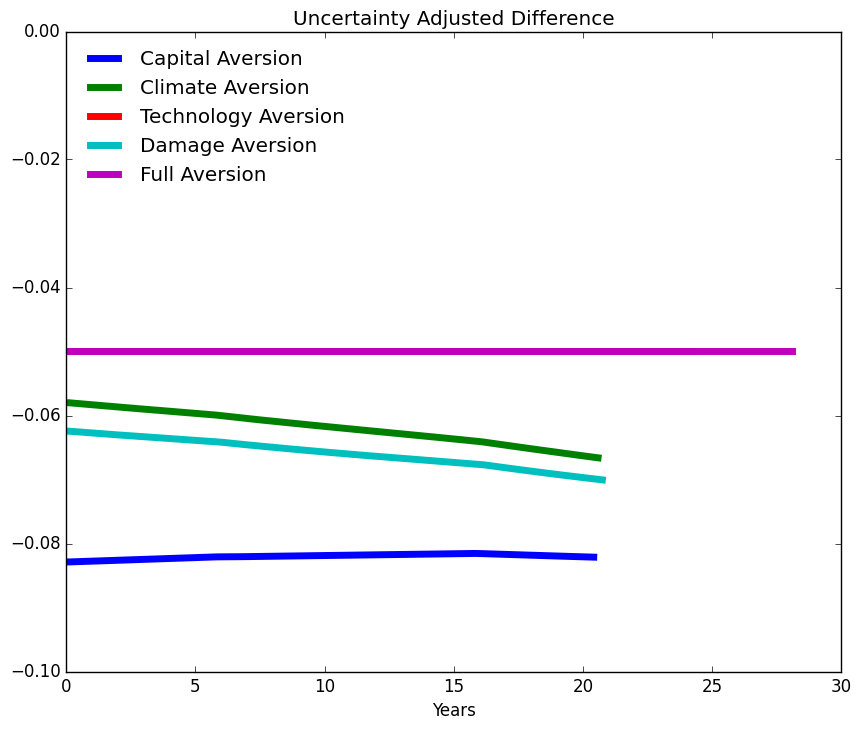 Uncertainty Adjusted Difference
0.00
Capital Aversion
Climate Aversion
Technology Aversion
Damage Aversion
Full Aversion
−0.02
−0.04
−0.06
−0.08
−0.10
0 5 10 15 20 25 30
Years